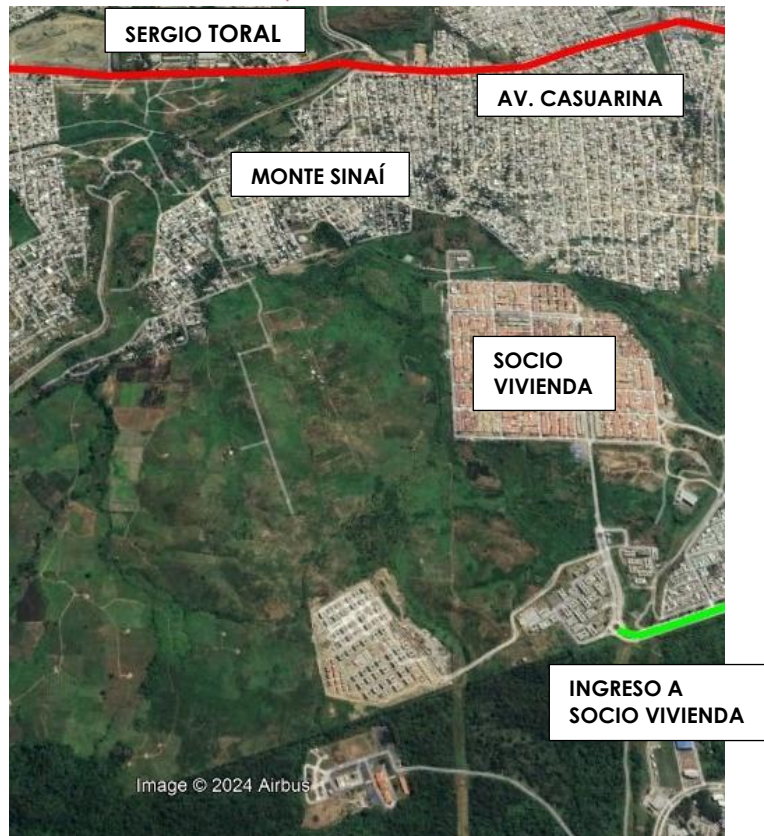 SERGIO TORAL
AV. CASUARINA
MONTE SINAÍ
SOCIO
VIVIENDA
INGRESO A
SOCIO VIVIENDA
Image © 2024 Airbus